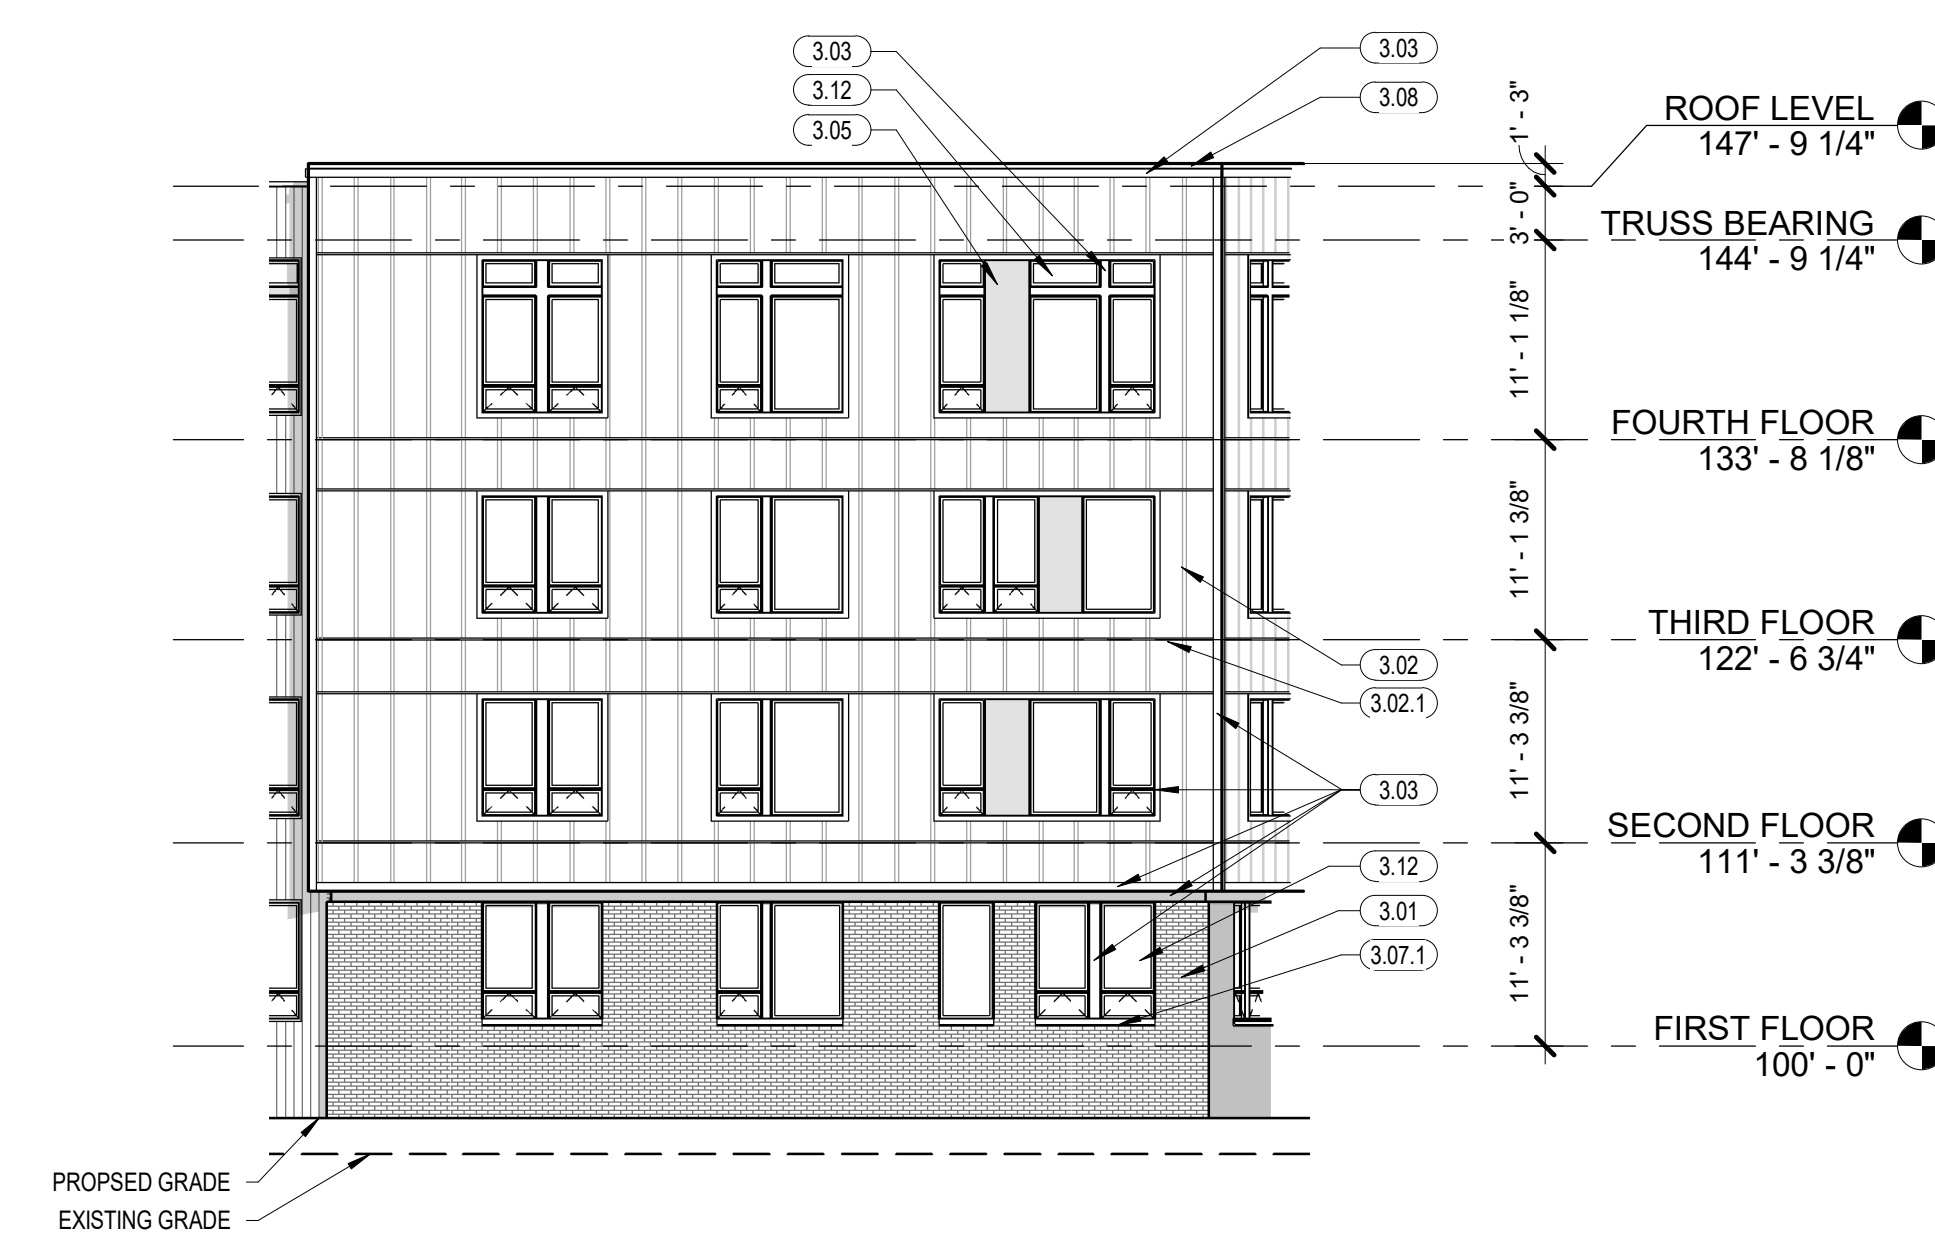 3.03
3.12
3.05
3.03
3.08
1' - 3"
ROOF LEVEL
147' - 9 1/4"
3' - 0"
TRUSS BEARING
144' - 9 1/4"
11' - 1 1/8"
FOURTH FLOOR
133' - 8 1/8"
11' - 1 3/8"
THIRD FLOOR
122' - 6 3/4"
3.02
3.02.1
11' - 3 3/8"
3.03
SECOND FLOOR
111' - 3 3/8"
3.12
3.01
3.07.1
11' - 3 3/8"
FIRST FLOOR
100' - 0"
PROPSED GRADE
EXISTING GRADE